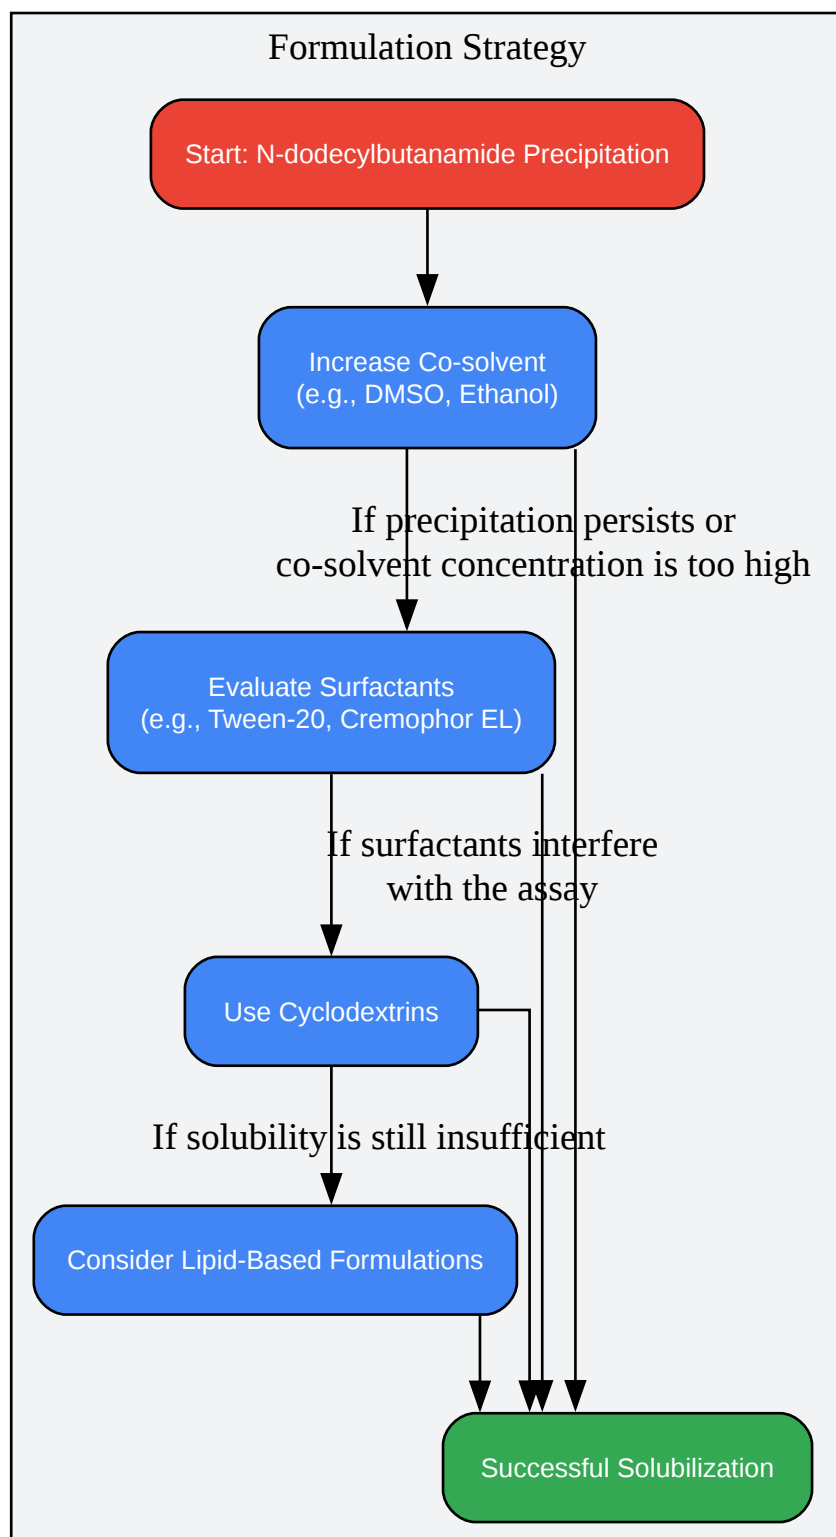 Formulation Strategy
Start: N-dodecylbutanamide Precipitation
Increase Co-solvent
(e.g., DMSO, Ethanol)
If precipitation persists or
co-solvent concentration is too high
Evaluate Surfactants
(e.g., Tween-20, Cremophor EL)
If surfactants interfere
with the assay
Use Cyclodextrins
If solubility is still insufficient
Consider Lipid-Based Formulations
Successful Solubilization